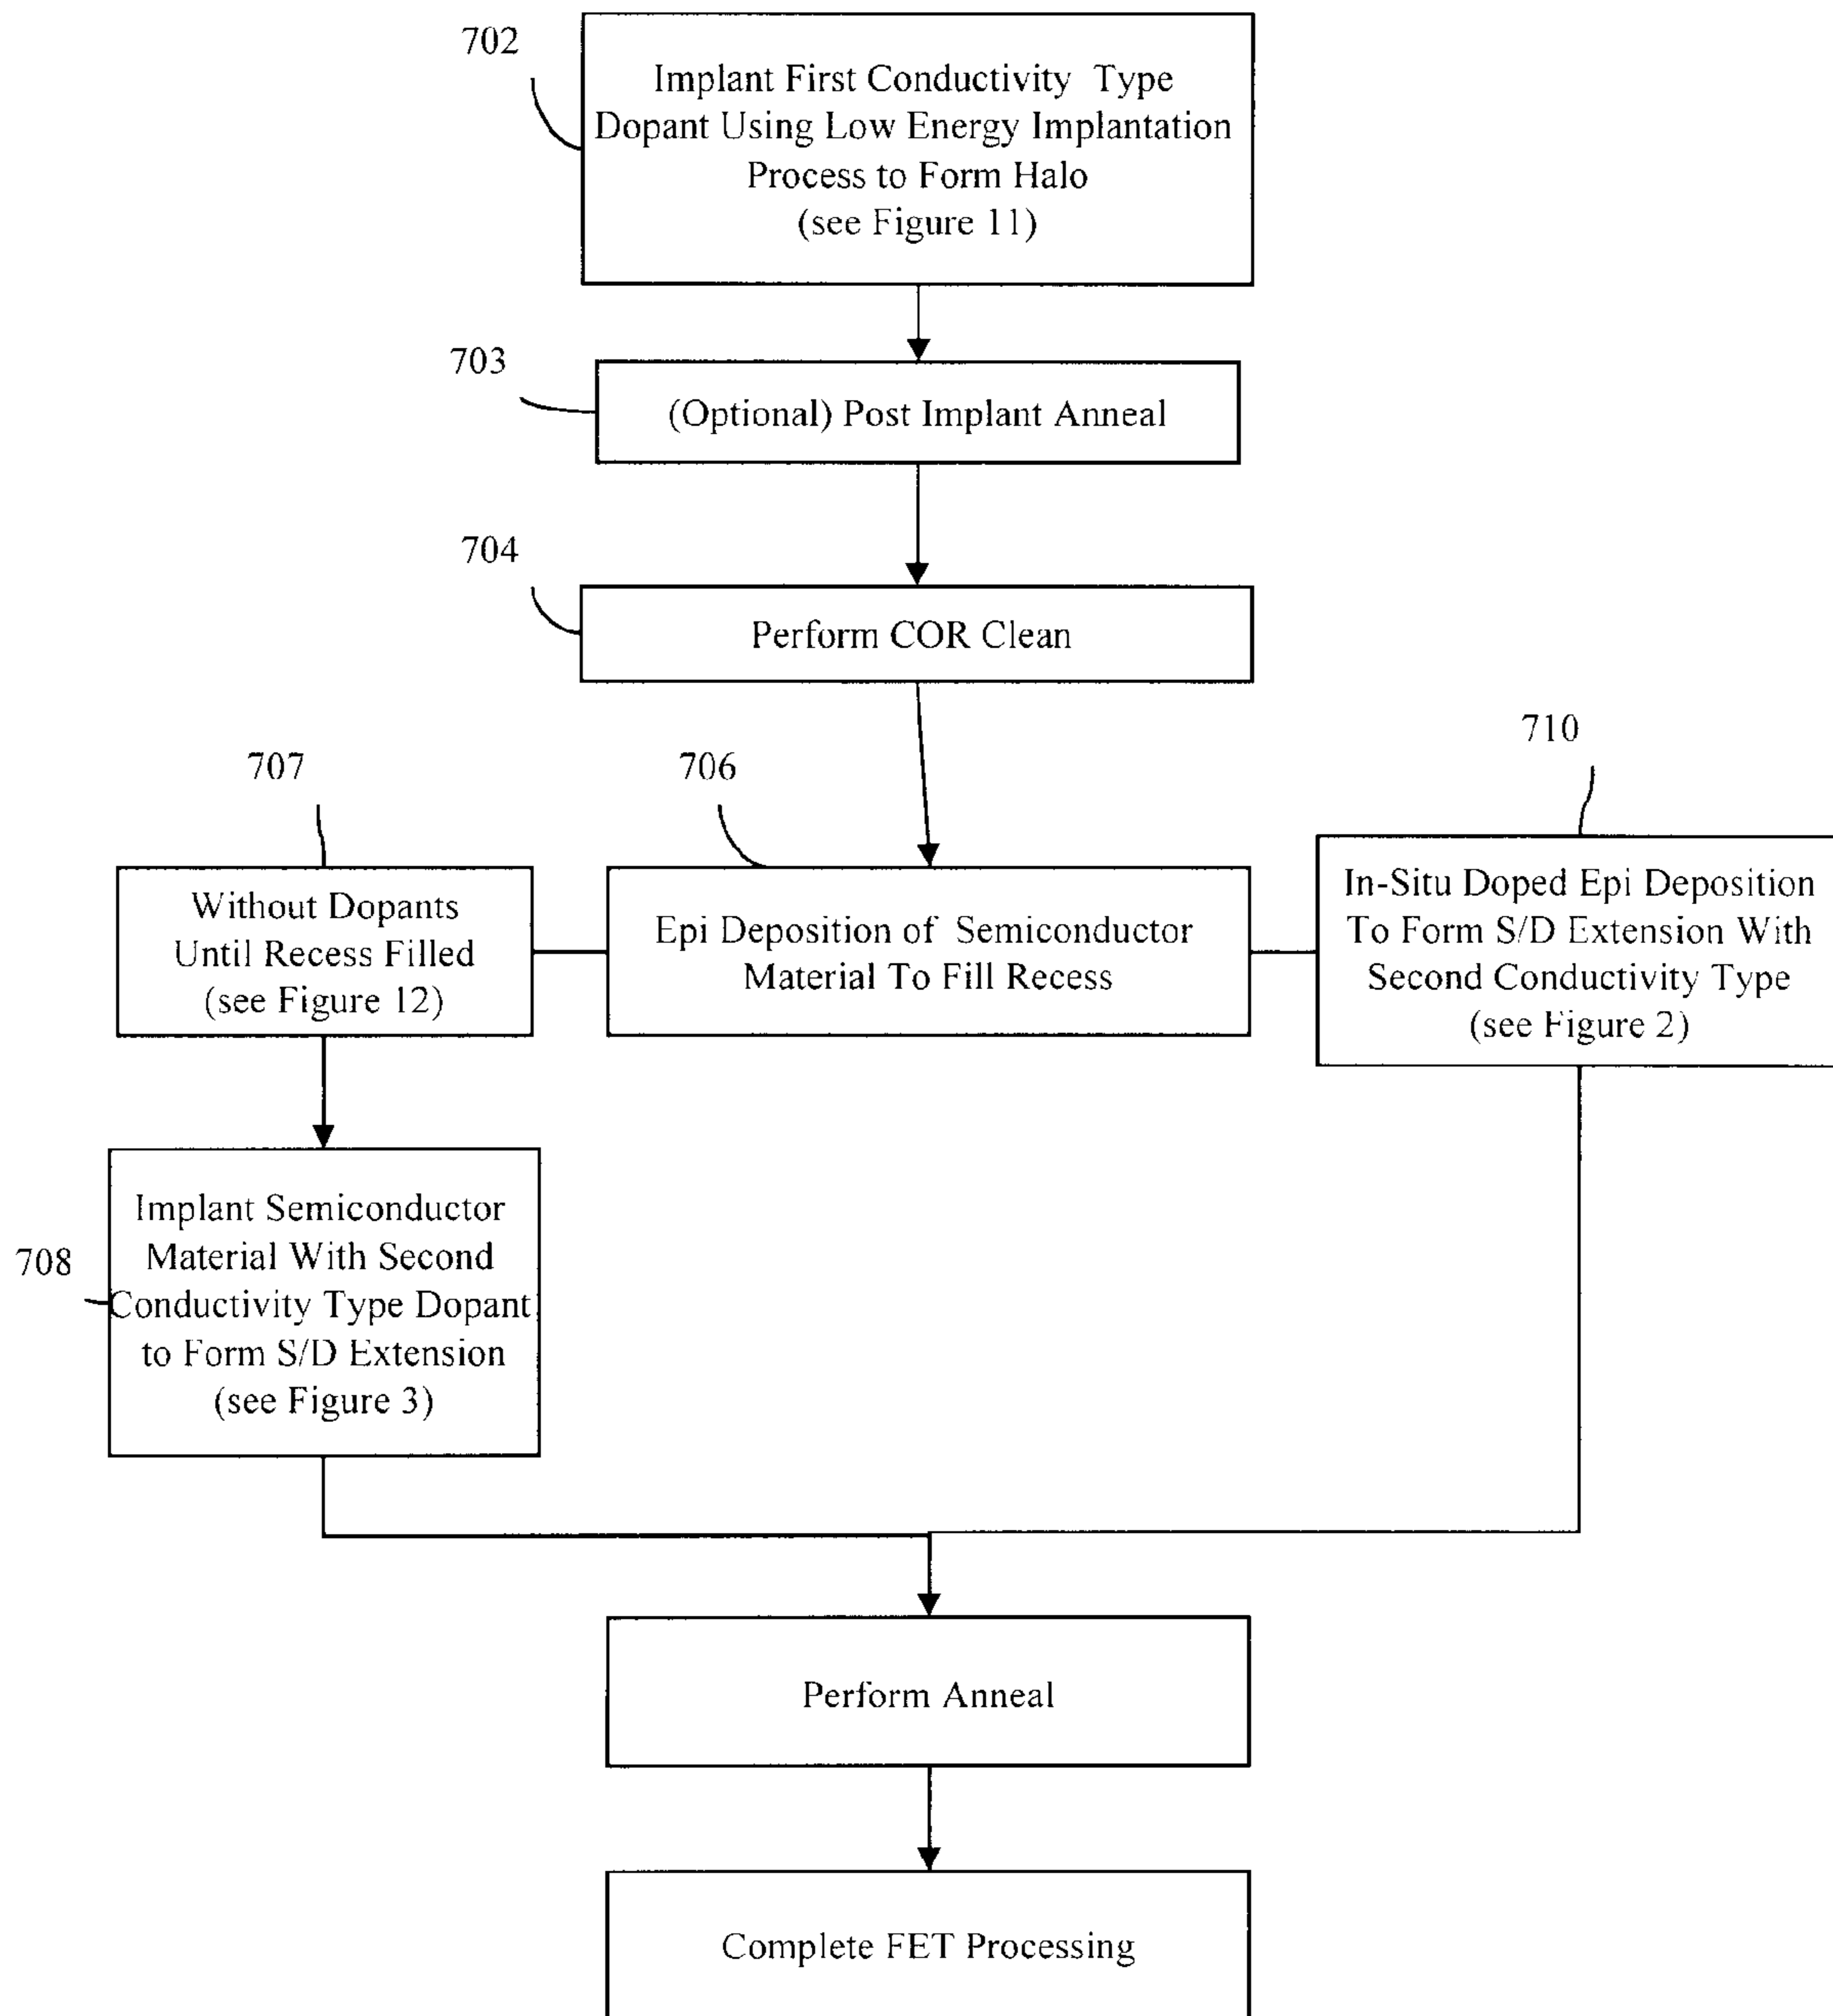 702
Implant First Conductivity Type
Dopant Using Low Energy Implantation
Process to Form Halo
(see Figure 11)
703
(Optional) Post Implant Anneal
704
Perform COR Clean
707
Without Dopants
Until Recess Filled
(see Figure 12)
706
Epi Deposition of Semiconductor
Material To Fill Recess
710
In-Situ Doped Epi Deposition
To Form S/D Extension With
Second Conductivity Type
(see Figure 2)
708
Implant Semiconductor
Material With Second
Conductivity Type Dopant
to Form S/D Extension
(see Figure 3)
Perform Anneal
Complete FET Processing